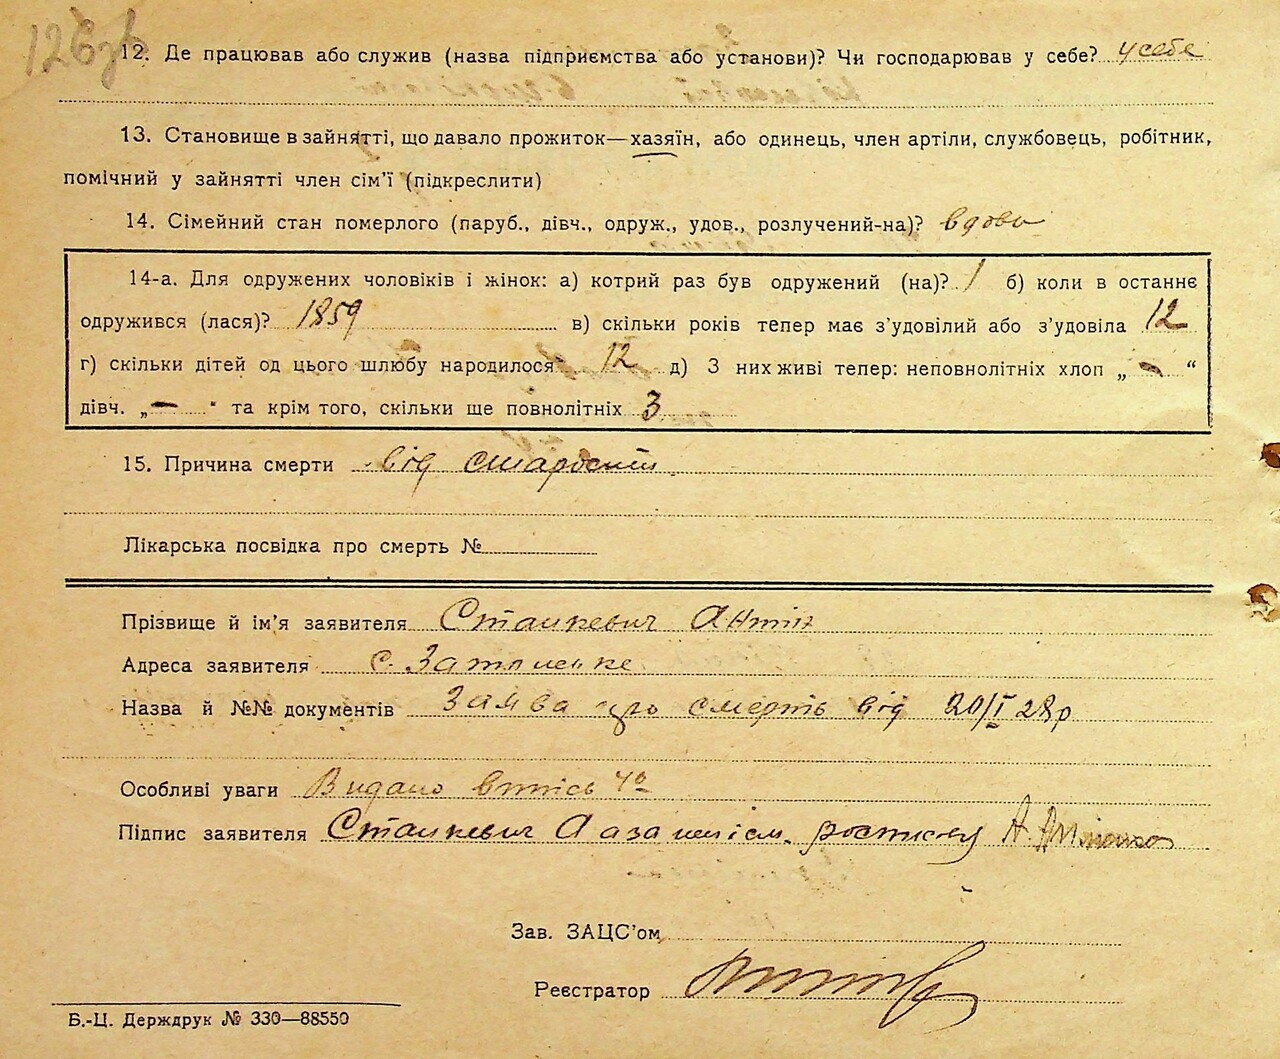 126зв
12. Де працював або служив (назва підприємства або установи)? Чи господарював у себе? у себе
13. Становище в зайнятті, що давало прожиток—хазяїн, або одинець, член артіли, службовець, робітник,
помічний у зайнятті член сім'ї (підкреслити)
14. Сімейний стан померлого (паруб., дівч., одруж., удов., розлучений-на)? вдова
14-а. Для одружених чоловіків і жінок: а) котрий раз був одружений (на)? 1 б) коли в останнє
одружився (лася)? 1859 в) скільки років тепер має з'удовілий або з'удовіла 12
г) скільки дітей од цього шлюбу народилося 12 д) З них живі тепер: неповнолітніх хлоп „ — “
дівч. „ — " та крім того, скільки ще повнолітніх 3
15. Причина смерти від старости
Лікарська посвідка про смерть №
Прізвище й ім'я заявителя Станкевич Антін
Адреса заявителя с.
Назва й №№ документів Заява про смерть від 20/I 28р
Особливі уваги Видано витпись
Підпис заявителя Станкевич А
Зав. ЗАЦС'ом
Реєстратор
Б.-Ц. Держдрук № 330—88550